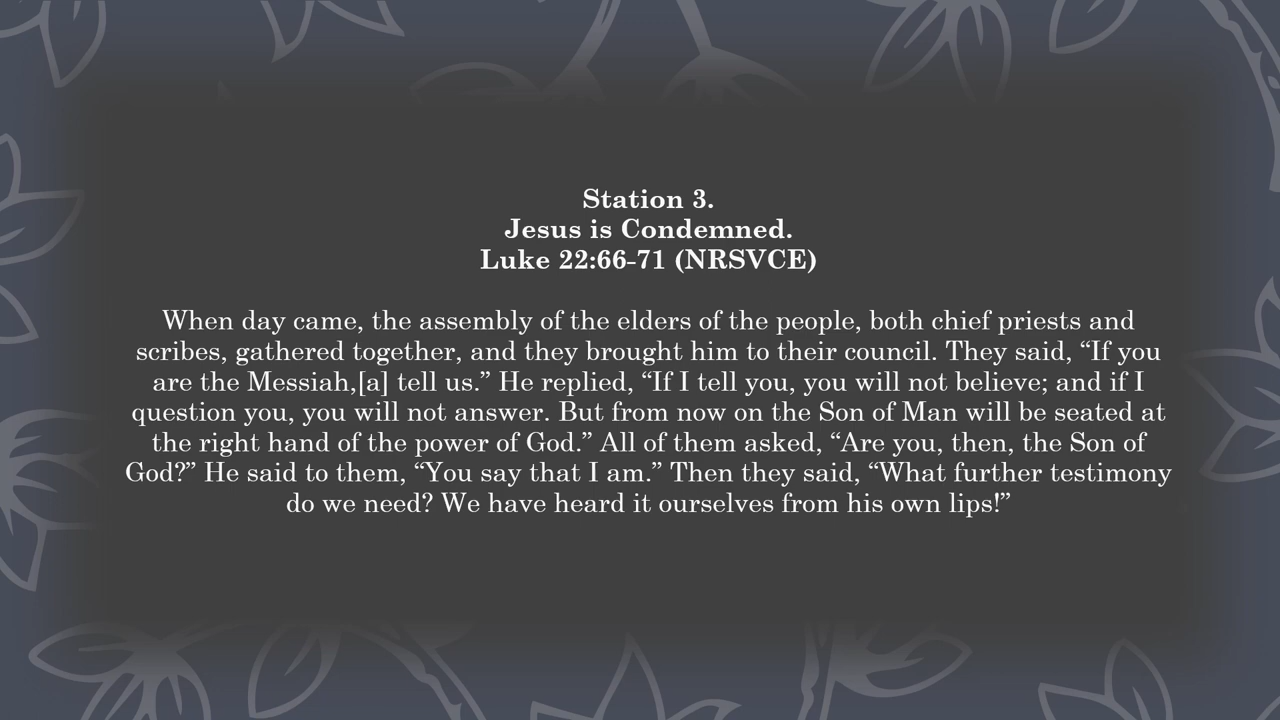 Station 3.
Jesus is Condemned.
Luke 22:66-71 (NRSVCE)
When day came, the assembly of the elders of the people, both chief priests and
scribes, gathered together, and they brought him to their council. They said, “If you
are the Messiah,[a] tell us.” He replied, “If I tell you, you will not believe; and if I
question you, you will not answer. But from now on the Son of Man will be seated at
the right hand of the power of God.” All of them asked, “Are you, then, the Son of
God?” He said to them, “You say that I am.” Then they said, “What further testimony
do we need? We have heard it ourselves from his own lips!”